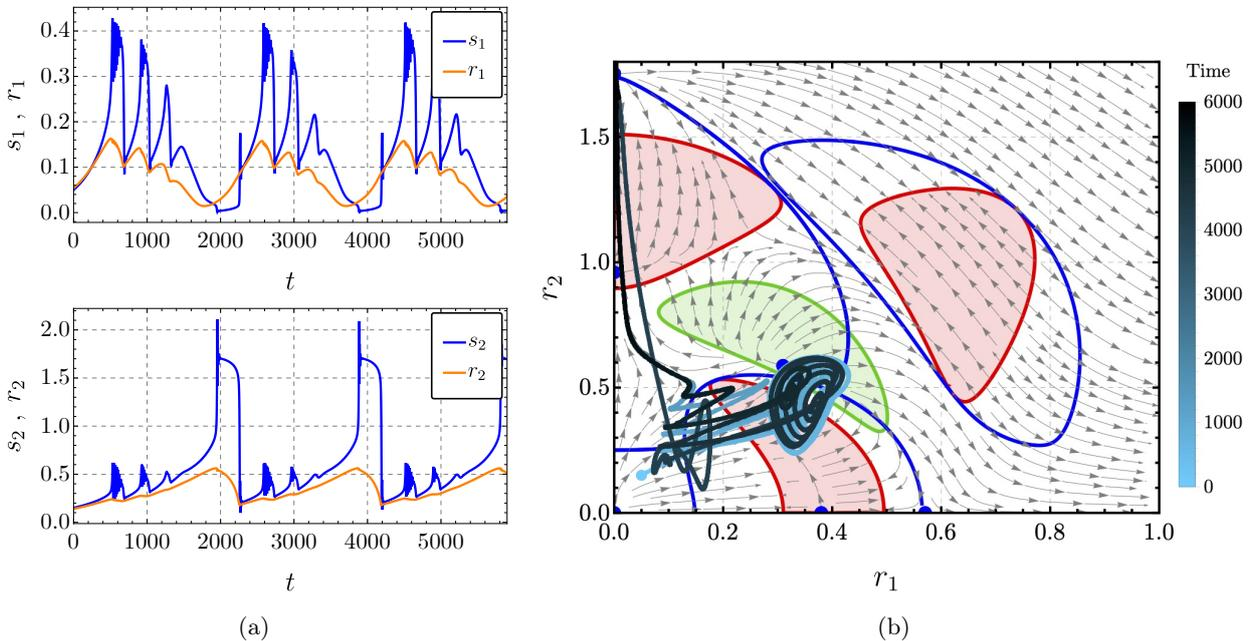 s₁ , r₁
0.4
0.3
0.2
0.1
0.0
0 1000 2000 3000 4000 5000
t
s₁
r₁
s₂ , r₂
2.0
1.5
1.0
0.5
0.0
0 1000 2000 3000 4000 5000
t
s₂
r₂
(a)
r₂
1.5
1.0
0.5
0.0
0.0 0.2 0.4 0.6 0.8 1.0
r₁
Time
6000
5000
4000
3000
2000
1000
0
(b)